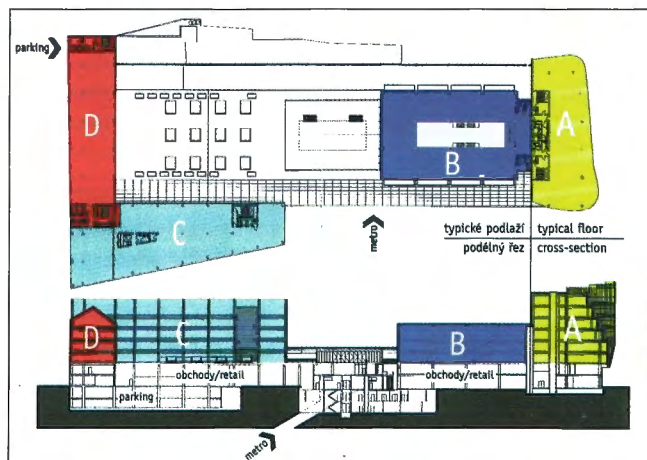 parking
D
A
B
C
metro
typické podlaží typical floor
podélný řez cross-section
D
C
B
A
obchody/retail
obchody/retail
parking
metro